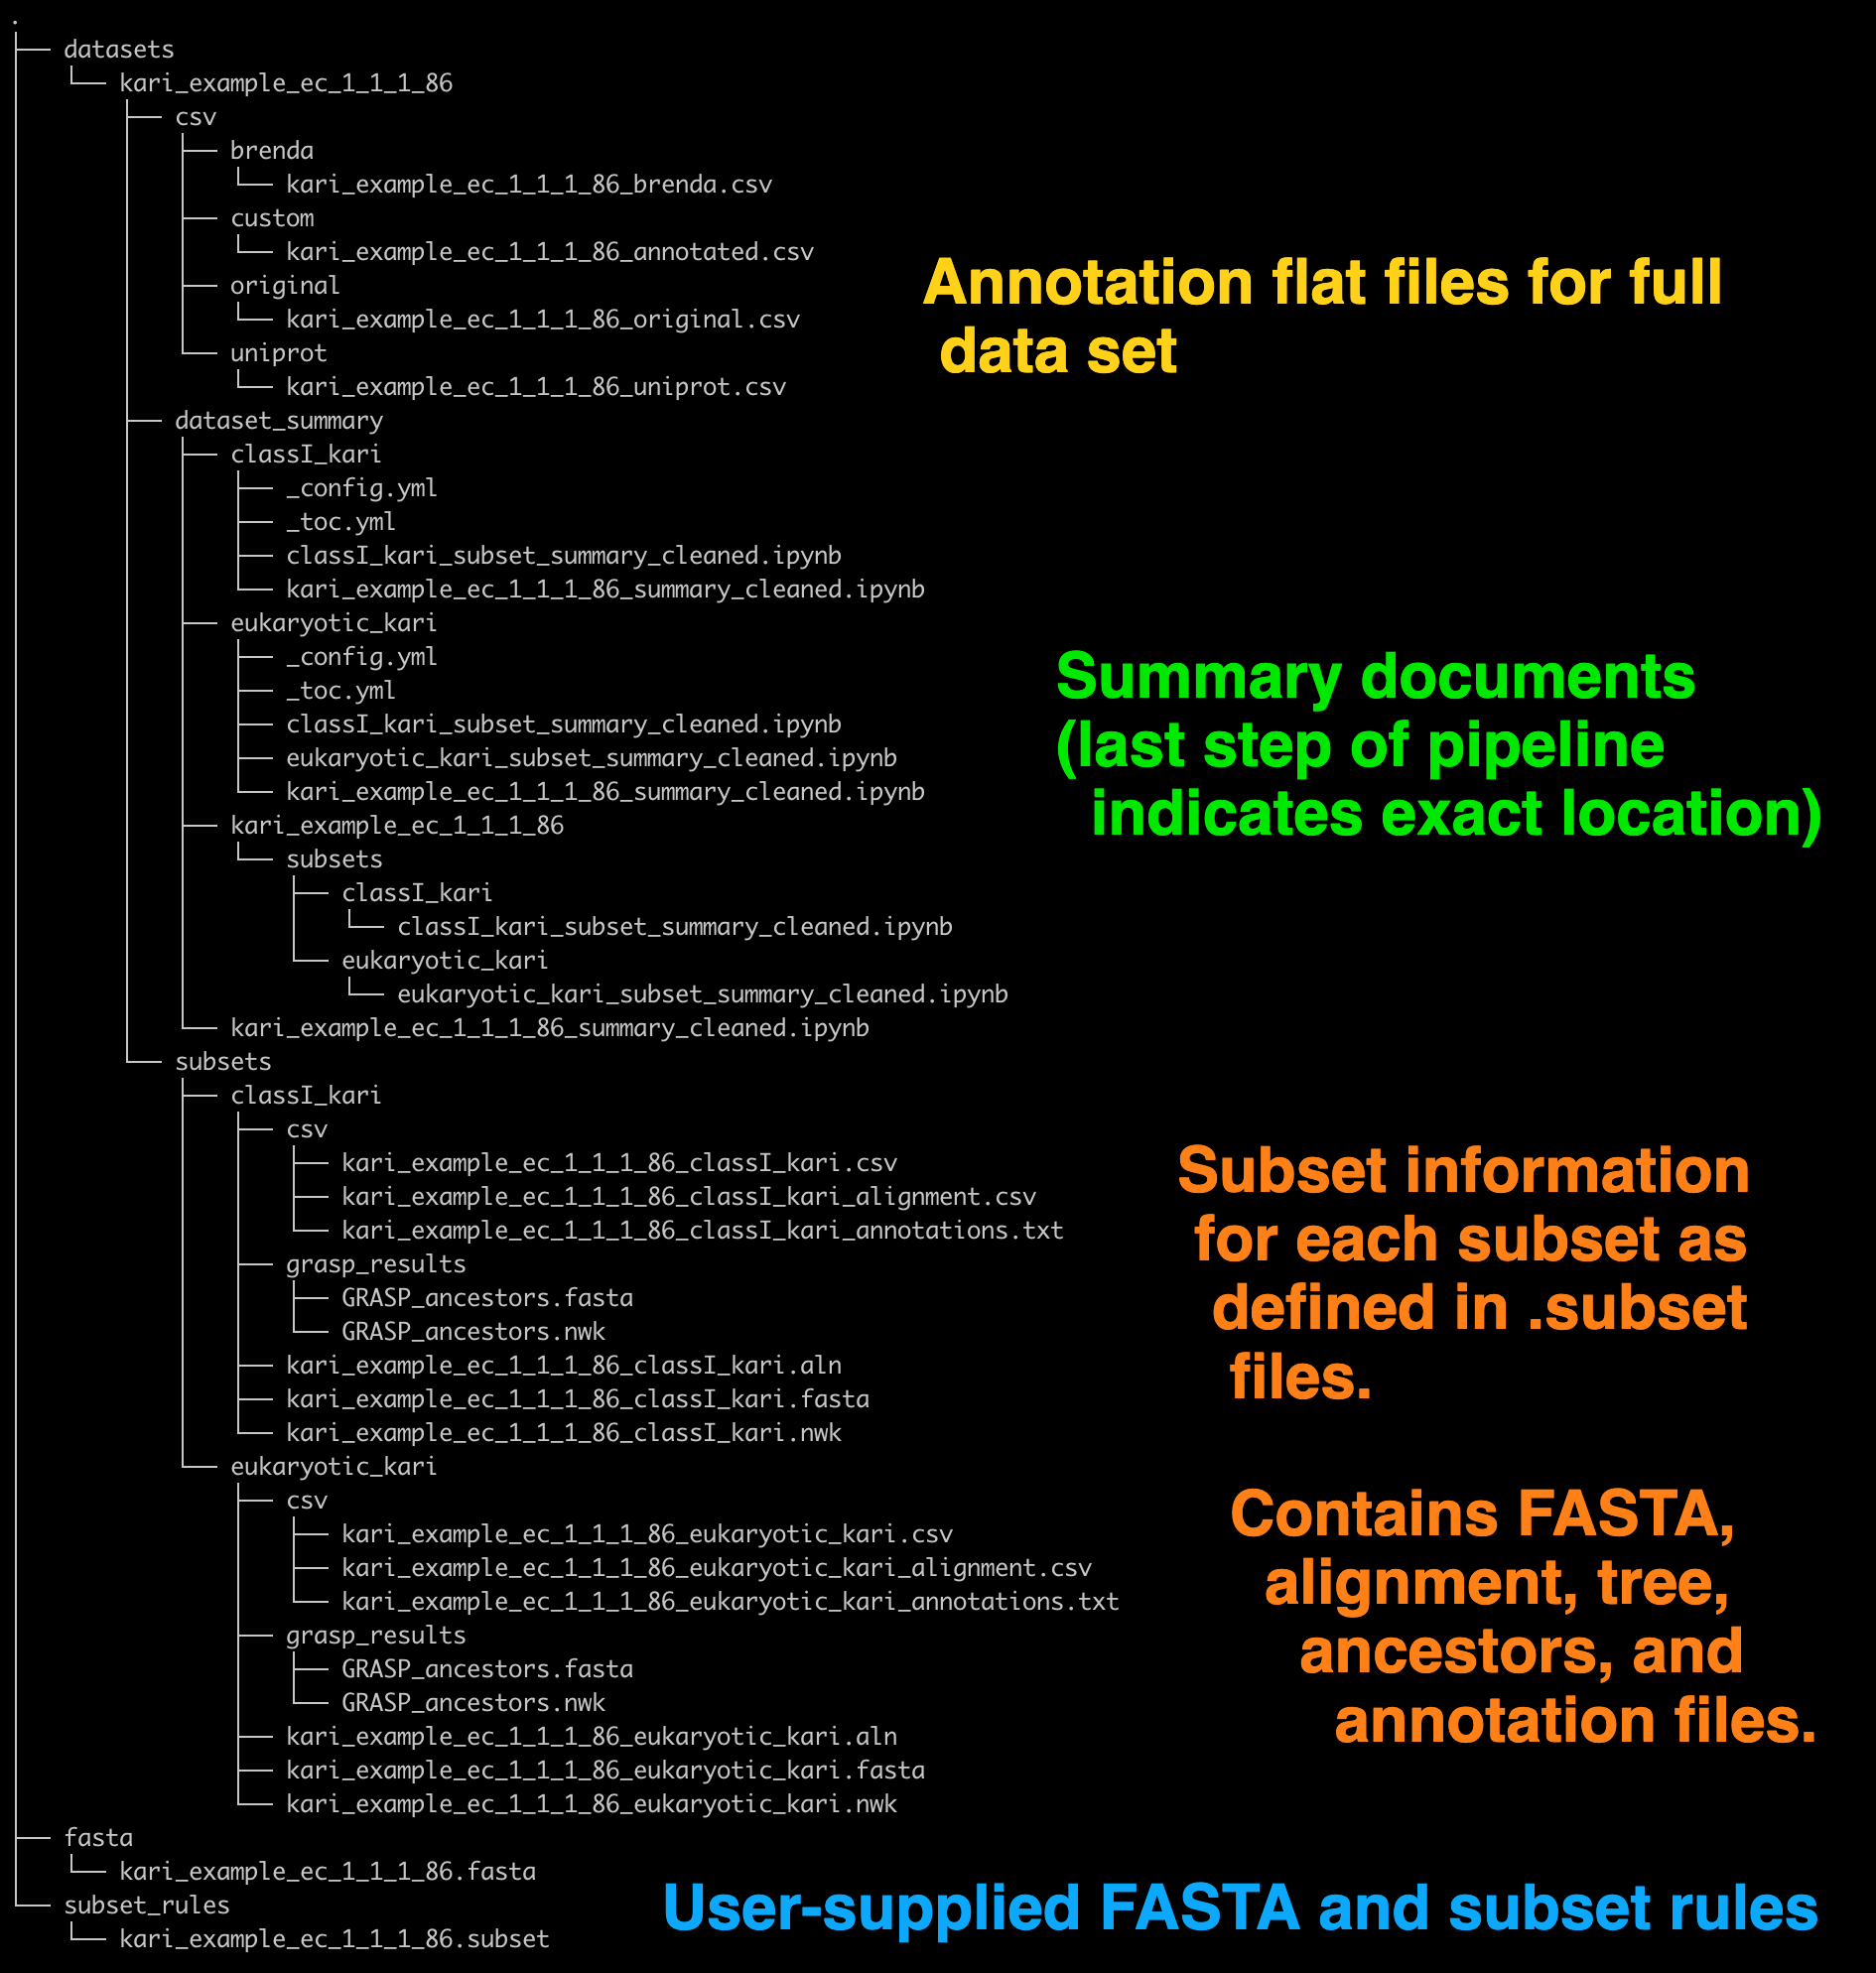 .
├── datasets
│   └── kari_example_ec_1_1_1_86
│       ├── csv
│       │   ├── brenda
│       │   │   └── kari_example_ec_1_1_1_86_brenda.csv
│       │   ├── custom
│       │   │   └── kari_example_ec_1_1_1_86_annotated.csv
│       │   ├── original
│       │   │   └── kari_example_ec_1_1_1_86_original.csv
│       │   └── uniprot
│       │       └── kari_example_ec_1_1_1_86_uniprot.csv
│       ├── dataset_summary
│       │   ├── classI_kari
│       │   │   ├── _config.yml
│       │   │   ├── _toc.yml
│       │   │   ├── classI_kari_subset_summary_cleaned.ipynb
│       │   │   └── kari_example_ec_1_1_1_86_summary_cleaned.ipynb
│       │   ├── eukaryotic_kari
│       │   │   ├── _config.yml
│       │   │   ├── _toc.yml
│       │   │   ├── classI_kari_subset_summary_cleaned.ipynb
│       │   │   ├── eukaryotic_kari_subset_summary_cleaned.ipynb
│       │   │   └── kari_example_ec_1_1_1_86_summary_cleaned.ipynb
│       │   ├── kari_example_ec_1_1_1_86
│       │   │   └── subsets
│       │   │       ├── classI_kari
│       │   │       │   └── classI_kari_subset_summary_cleaned.ipynb
│       │   │       └── eukaryotic_kari
│       │   │           └── eukaryotic_kari_subset_summary_cleaned.ipynb
│       │   └── kari_example_ec_1_1_1_86_summary_cleaned.ipynb
│       └── subsets
│           ├── classI_kari
│           │   ├── csv
│           │   │   ├── kari_example_ec_1_1_1_86_classI_kari.csv
│           │   │   ├── kari_example_ec_1_1_1_86_classI_kari_alignment.csv
│           │   │   └── kari_example_ec_1_1_1_86_classI_kari_annotations.txt
│           │   ├── grasp_results
│           │   │   ├── GRASP_ancestors.fasta
│           │   │   └── GRASP_ancestors.nwk
│           │   ├── kari_example_ec_1_1_1_86_classI_kari.aln
│           │   ├── kari_example_ec_1_1_1_86_classI_kari.fasta
│           │   └── kari_example_ec_1_1_1_86_classI_kari.nwk
│           └── eukaryotic_kari
│               ├── csv
│               │   ├── kari_example_ec_1_1_1_86_eukaryotic_kari.csv
│               │   ├── kari_example_ec_1_1_1_86_eukaryotic_kari_alignment.csv
│               │   └── kari_example_ec_1_1_1_86_eukaryotic_kari_annotations.txt
│               ├── grasp_results
│               │   ├── GRASP_ancestors.fasta
│               │   └── GRASP_ancestors.nwk
│               ├── kari_example_ec_1_1_1_86_eukaryotic_kari.aln
│               ├── kari_example_ec_1_1_1_86_eukaryotic_kari.fasta
│               └── kari_example_ec_1_1_1_86_eukaryotic_kari.nwk
├── fasta
│   └── kari_example_ec_1_1_1_86.fasta
└── subset_rules
    └── kari_example_ec_1_1_1_86.subset
Annotation flat files for full
data set
Summary documents
(last step of pipeline
indicates exact location)
Subset information
for each subset as
defined in .subset
files.
Contains FASTA,
alignment, tree,
ancestors, and
annotation files.
User-supplied FASTA and subset rules